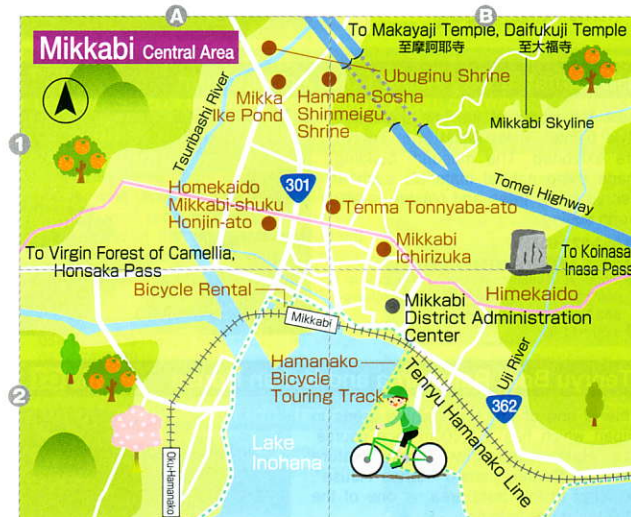 A
B
Mikkabi Central Area
To Makayaji Temple, Daifukuji Temple
至摩訶耶寺 至大福寺
Ubuginu Shrine
Mikka
Ike Pond
Hamana Sosha
Shinmeigu
Shrine
Mikkabi Skyline
Tsuribashi River
1
Tomei Highway
301
Homekaido
Mikkabi-shuku
Honjin-ato
Tenma Tonnyaba-ato
Mikkabi
Ichirizuka
To Virgin Forest of Camellia,
Honsaka Pass
To Koinasa
Inasa Pass
Himekaido
Bicycle Rental
Mikkabi
Mikkabi
District Administration
Center
Hamanako
Bicycle
Touring Track
Uji River
362
2
Tenryu Hamanako Line
Lake
Inohana
Oku-Hamanako